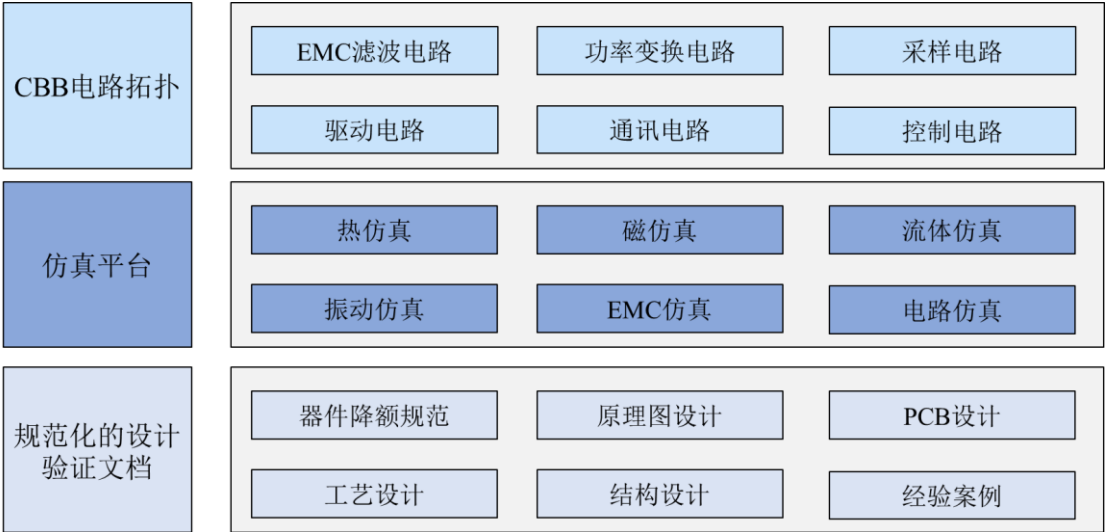 CBB电路拓扑
EMC滤波电路
功率变换电路
采样电路
驱动电路
通讯电路
控制电路
仿真平台
热仿真
磁仿真
流体仿真
振动仿真
EMC仿真
电路仿真
规范化的设计
验证文档
器件降额规范
原理图设计
PCB设计
工艺设计
结构设计
经验案例